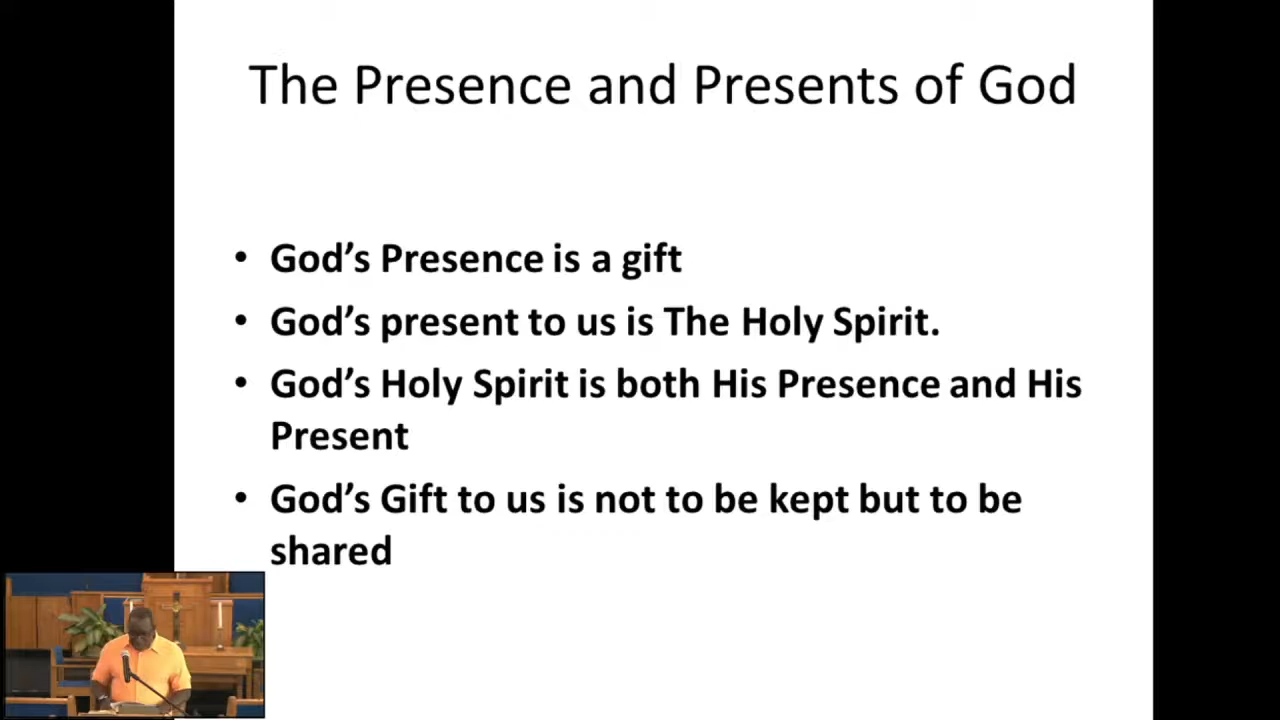 The Presence and Presents of God
• God’s Presence is a gift
• God’s present to us is The Holy Spirit.
• God’s Holy Spirit is both His Presence and His
Present
• God’s Gift to us is not to be kept but to be
shared